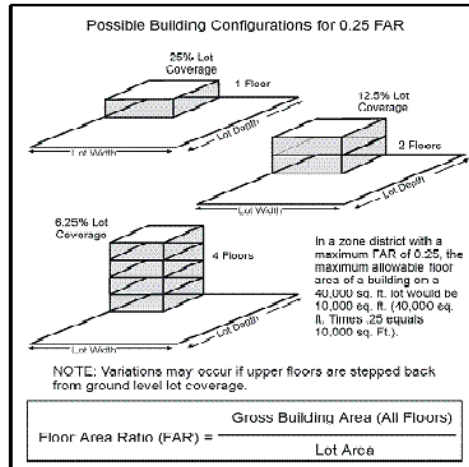 Possible Building Configurations for 0.25 FAR
25% Lot
Coverage
1 Floor
Lot Width
Lot Depth
12.5% Lot
Coverage
2 Floors
Lot Width
Lot Depth
6.25% Lot
Coverage
4 Floors
Lot Width
Lot Depth
In a zone district with a
maximum FAR of 0.25, the
maximum allowable floor
area of a building on a
40,000 sq. ft. lot would be
10,000 sq. ft. (40,000 sq.
ft. Times .25 equals
10,000 sq. Ft.).
NOTE: Variations may occur if upper floors are stepped back
from ground level lot coverage.
Floor Area Ratio (FAR) =
Gross Building Area (All Floors)
Lot Area